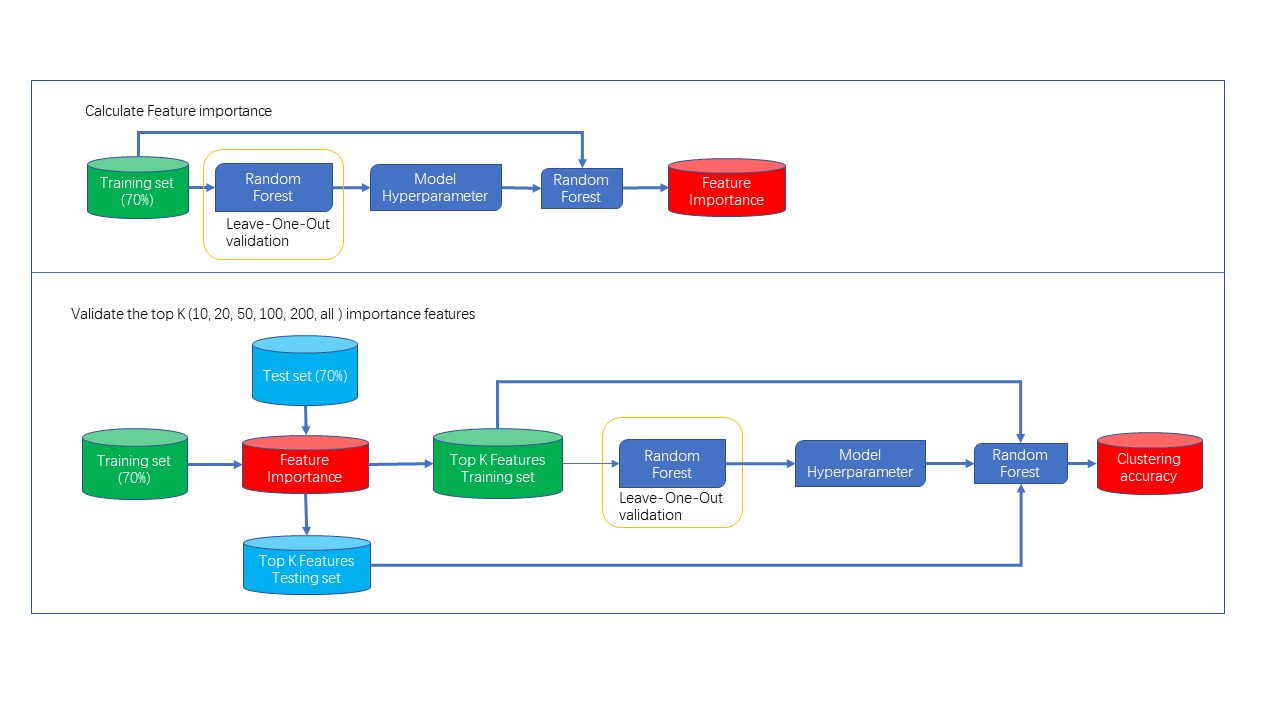 Calculate Feature importance
Training set
(70%)
Random
Forest
Leave-One-Out
validation
Model
Hyperparameter
Random
Forest
Feature
Importance
Validate the top K (10, 20, 50, 100, 200, all ) importance features
Test set (70%)
Training set
(70%)
Feature
Importance
Top K Features
Training set
Random
Forest
Leave-One-Out
validation
Model
Hyperparameter
Random
Forest
Clustering
accuracy
Top K Features
Testing set